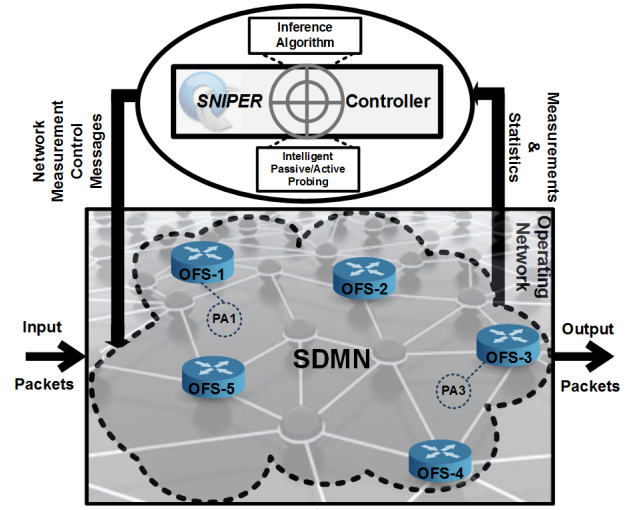 Inference
Algorithm
SNIPER
Controller
Intelligent
Passive/Active
Probing
Network
Measurement
Control
Messages
Measurements
&
Statistics
Operating
Network
OFS-1
OFS-2
PA1
Input
Packets
SDMN
OFS-3
Output
Packets
OFS-5
PA3
OFS-4